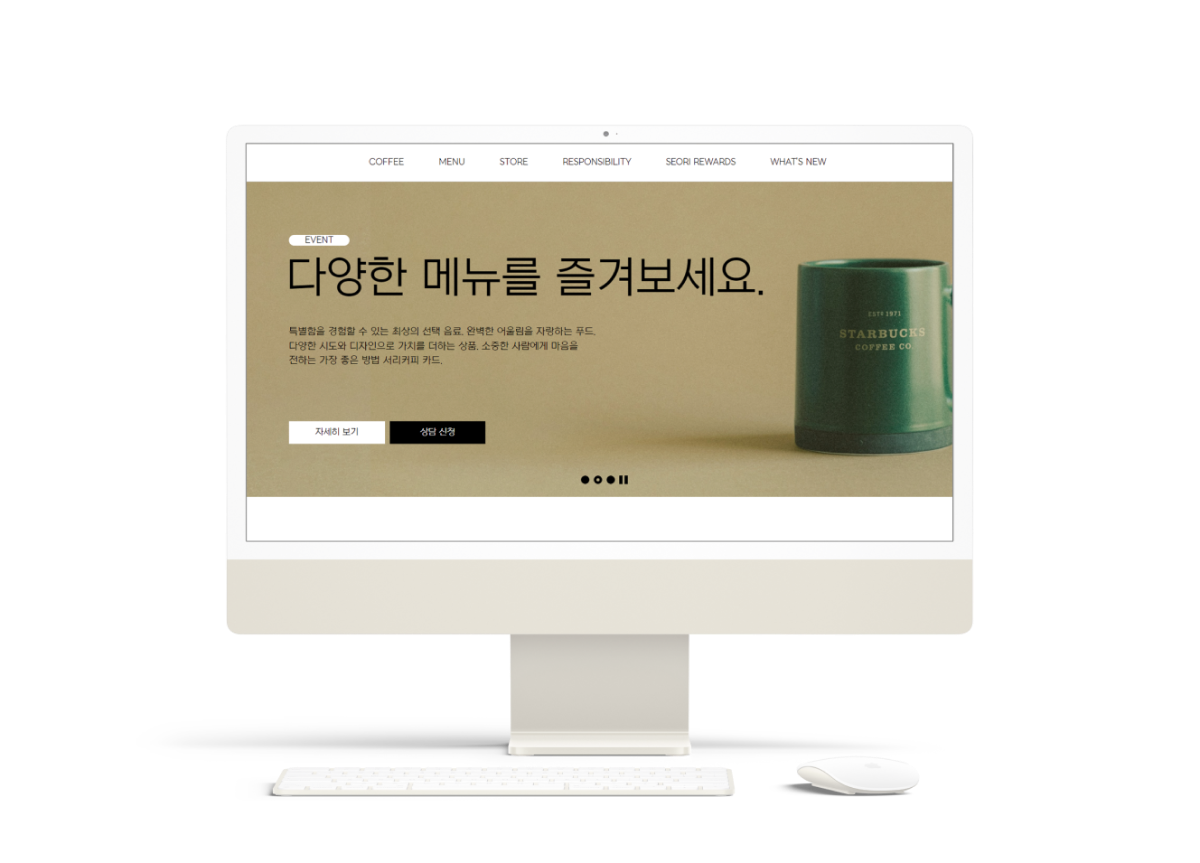 COFFEE MENU STORE RESPONSIBILITY SEORI REWARDS WHAT'S NEW
EVENT
다양한 메뉴를 즐겨보세요.
특별함을 경험할 수 있는 최상의 선택 음료, 완벽한 어울림을 자랑하는 푸드,
다양한 시도와 디자인으로 가치를 더하는 상품, 소중한 사람에게 마음을
전하는 가장 좋은 방법 서리커피 카드.
ESTD 1971
STARBUCKS
COFFEE CO.
자세히 보기
상담 신청